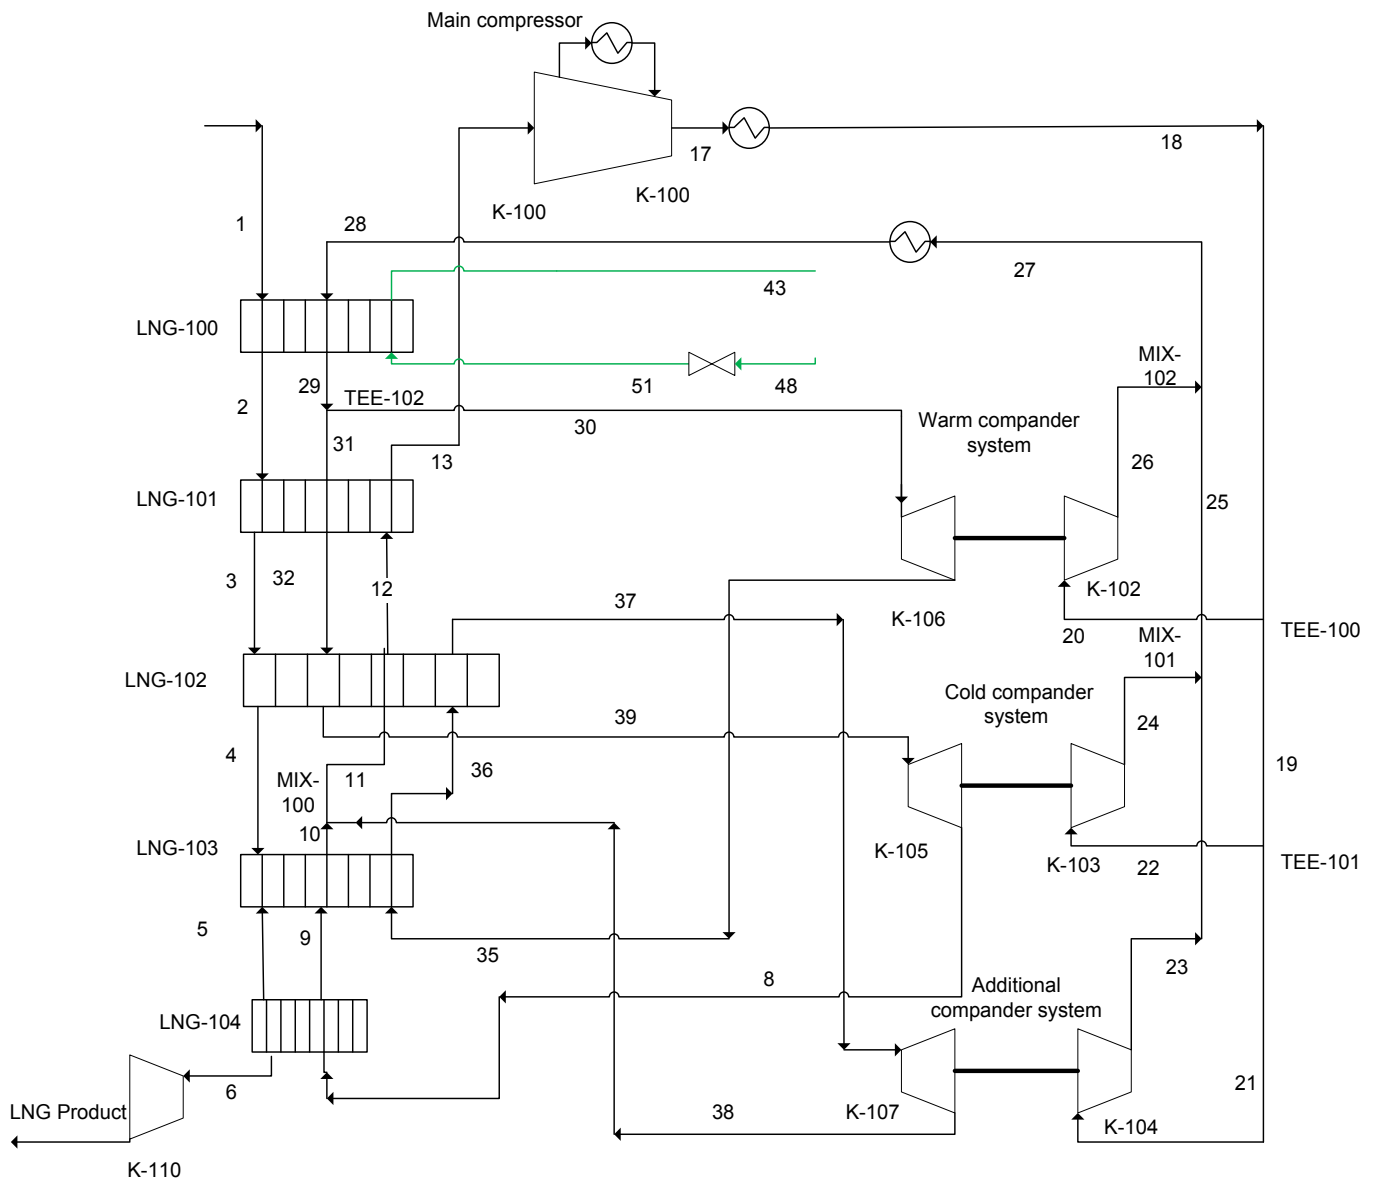 Main compressor
18
17
K-100
K-100
1
28
27
43
LNG-100
MIX-
102
51
48
29
TEE-102
2
30
Warm compander
system
31
13
26
LNG-101
25
3
32
12
K-102
37
K-106
20
TEE-100
MIX-
101
LNG-102
Cold compander
system
39
24
4
11
36
19
MIX-
100
10
LNG-103
K-105
K-103
22
TEE-101
5
9
35
23
8
Additional
compander system
LNG-104
21
6
LNG Product
38
K-107
K-104
K-110